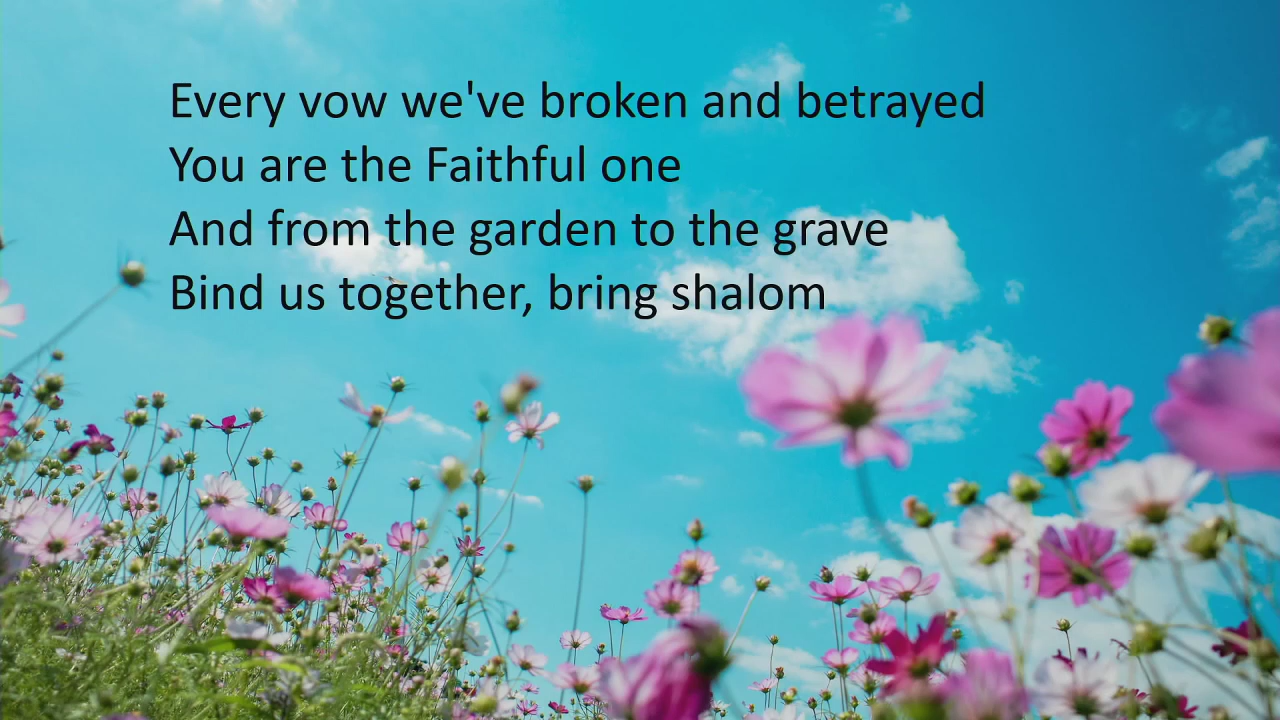 Every vow we've broken and betrayed
You are the Faithful one
And from the garden to the grave
Bind us together, bring shalom